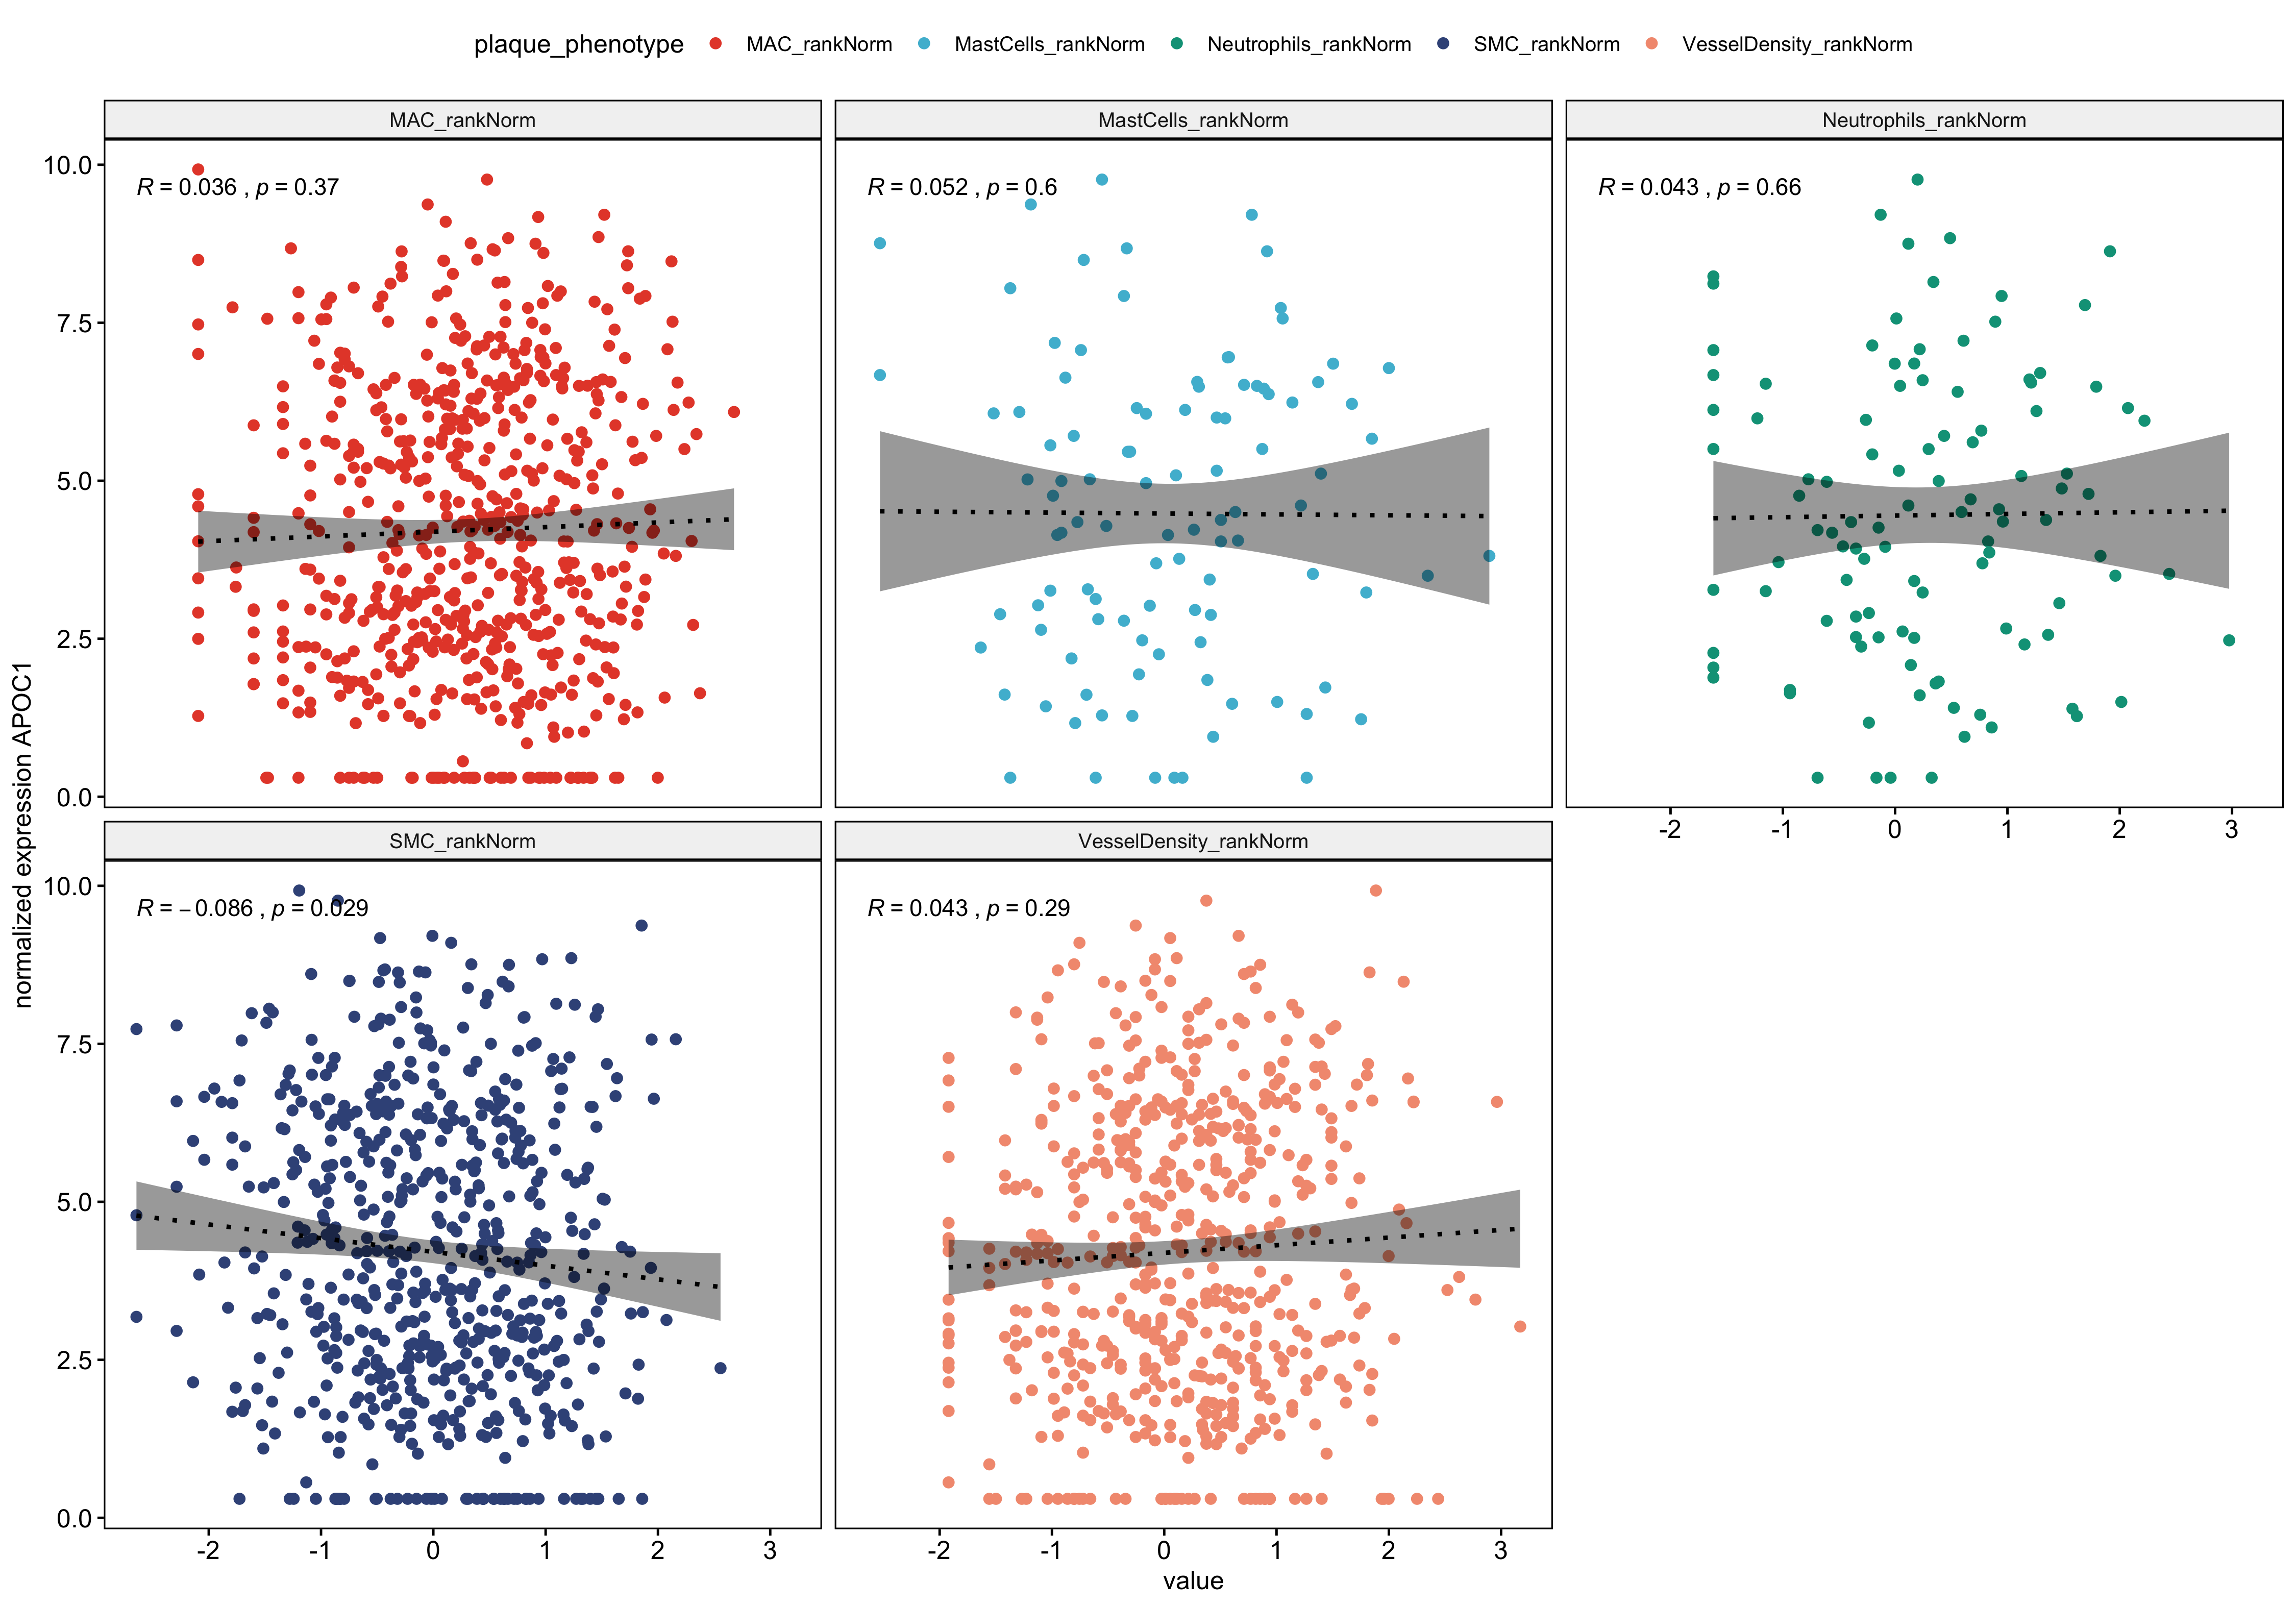 plaque_phenotype MAC_rankNorm MastCells_rankNorm Neutrophils_rankNorm SMC_rankNorm VesselDensity_rankNorm
MAC_rankNorm
MastCells_rankNorm
Neutrophils_rankNorm
R = 0.036 , p = 0.37
R = 0.052 , p = 0.6
R = 0.043 , p = 0.66
10.0
7.5
5.0
2.5
0.0
-2 -1 0 1 2 3
SMC_rankNorm
VesselDensity_rankNorm
R = −0.086 , p = 0.029
R = 0.043 , p = 0.29
10.0
7.5
5.0
2.5
0.0
-2 -1 0 1 2 3
-2 -1 0 1 2 3
normalized expression APOC1
value